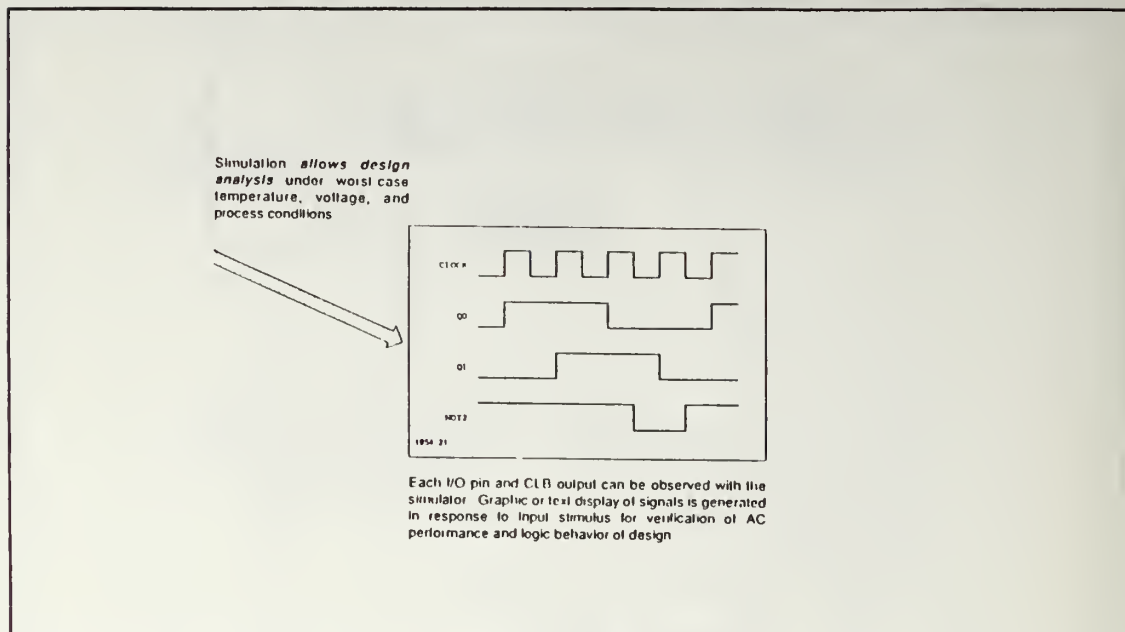 Simulation allows design
analysis under worst case
temperature, voltage, and
process conditions
CLOCK
Q0
Q1
NOT2
1954 21
Each I/O pin and CLB output can be observed with the
simulator Graphic or text display of signals is generated
in response to input stimulus for verification of AC
performance and logic behavior of design